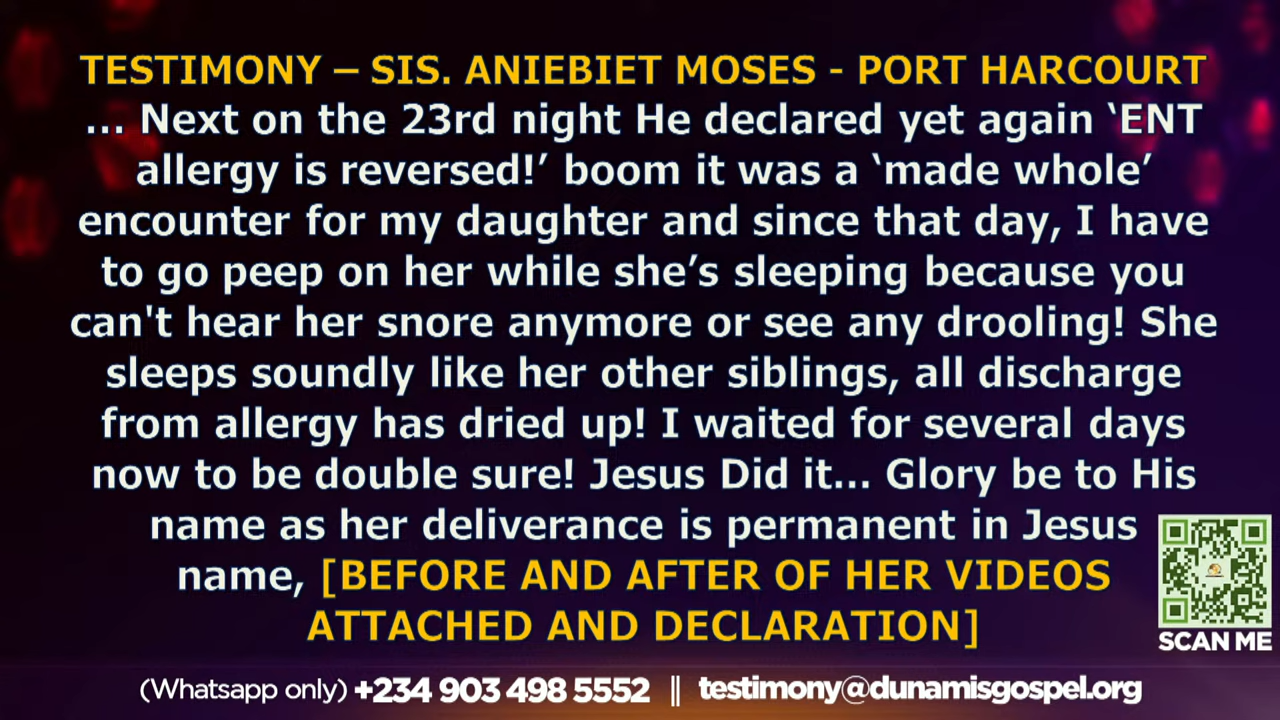 TESTIMONY – SIS. ANIEBIET MOSES - PORT HARCOURT
... Next on the 23rd night He declared yet again ‘ENT
allergy is reversed!’ boom it was a ‘made whole’
encounter for my daughter and since that day, I have
to go peep on her while she’s sleeping because you
can't hear her snore anymore or see any drooling! She
sleeps soundly like her other siblings, all discharge
from allergy has dried up! I waited for several days
now to be double sure! Jesus Did it... Glory be to His
name as her deliverance is permanent in Jesus
name, [BEFORE AND AFTER OF HER VIDEOS
ATTACHED AND DECLARATION]
SCAN ME
(Whatsapp only) +234 903 498 5552 || testimony@dunamisgospel.org